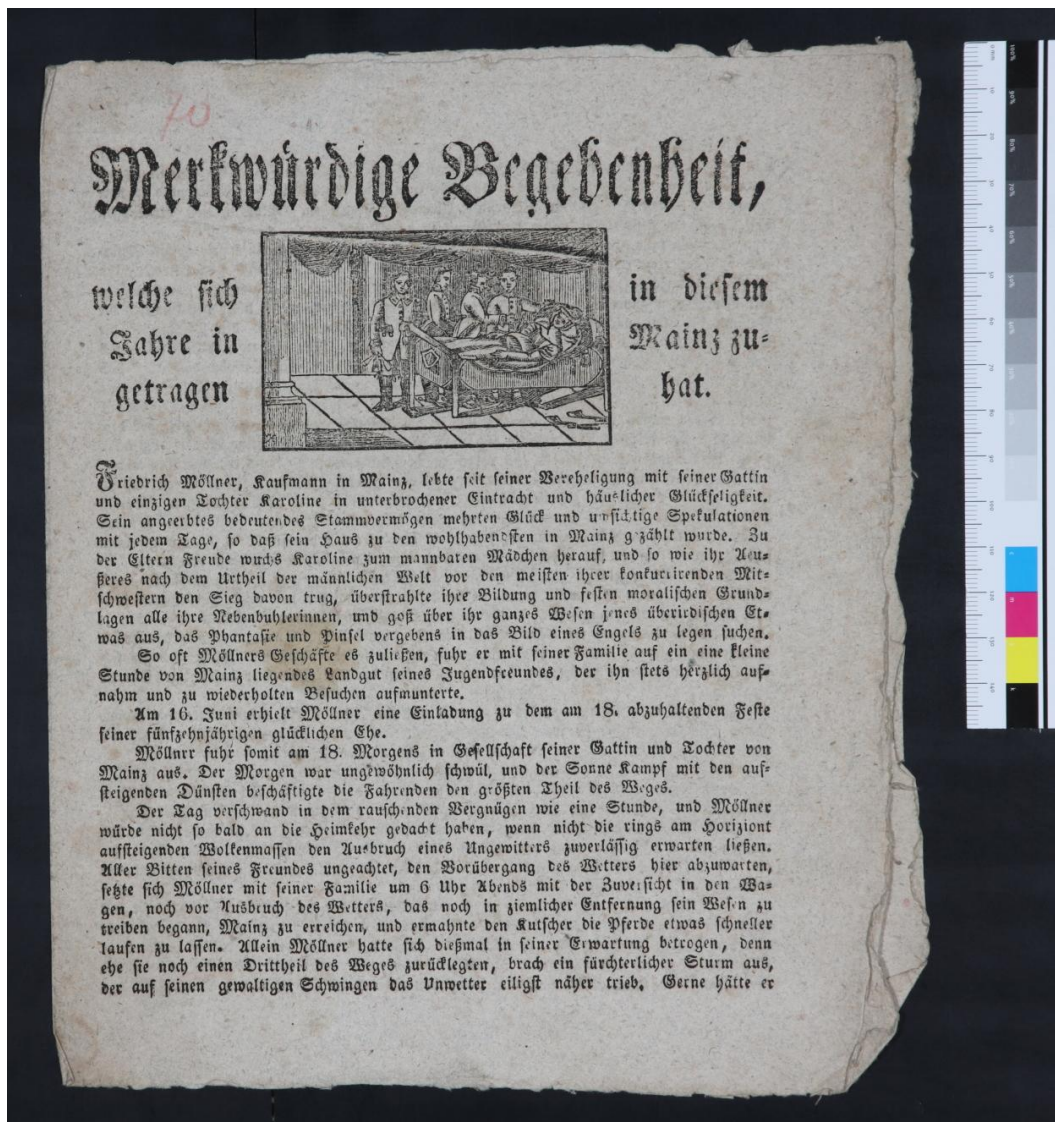 70
Merkwürdige Begebenheit,
welche sich
Jahre in
getragen
in diesem
Mainz zu=
hat.
Friedrich Möllner, Kaufmann in Mainz, lebte seit seiner Vereheligung mit seiner Gattin
und einzigen Tochter Karoline in unterbrochener Eintracht und häuslicher Glückseligkeit.
Sein angeerbtes bedeutendes Stammvermögen mehrten Glück und umsichtige Spekulationen
mit jedem Tage, so daß sein Haus zu den wohlhabendsten in Mainz gezählt wurde. Zu
der Eltern Freude wuchs Karoline zum mannbaren Mädchen herauf, und so wie ihr Aeu=
ßeres nach dem Urtheil der männlichen Welt vor den meisten ihrer konkurrirenden Mit=
schwestern den Sieg davon trug, überstrahlte ihre Bildung und festen moralischen Grund=
lagen alle ihre Nebenbuhlerinnen, und goß über ihr ganzes Wesen jenes überirdischen Et=
was aus, das Phantasie und Pinsel vergebens in das Bild eines Engels zu legen suchen.
So oft Möllners Geschäfte es zuließen, fuhr er mit seiner Familie auf ein eine kleine
Stunde von Mainz liegendes Landgut seines Jugendfreundes, der ihn stets herzlich auf=
nahm und zu wiederholten Besuchen aufmunterte.
Am 16. Juni erhielt Möllner eine Einladung zu dem am 18. abzuhaltenden Feste
seiner fünfzehnjährigen glücklichen Ehe.
Möllnrr fuhr somit am 18. Morgens in Gesellschaft seiner Gattin und Tochter von
Mainz aus. Der Morgen war ungewöhnlich schwül, und der Sonne Kampf mit den auf=
steigenden Dünsten beschäftigte die Fahrenden den größten Theil des Weges.
Der Tag verschwand in dem rauschenden Vergnügen wie eine Stunde, und Möllner
würde nicht so bald an die Heimkehr gedacht haben, wenn nicht die rings am Horiziont
aufsteigenden Wolkenmassen den Ausbruch eines Ungewitters zuverlässig erwarten ließen.
Aller Bitten seines Freundes ungeachtet, den Vorübergang des Wetters hier abzuwarten,
setzte sich Möllner mit seiner Familie um 6 Uhr Abends mit der Zuversicht in den Wa=
gen, noch vor Ausbruch des Wetters, das noch in ziemlicher Entfernung sein Wesen zu
treiben begann, Mainz zu erreichen, und ermahnte den Kutscher die Pferde etwas schneller
laufen zu lassen. Allein Möllner hatte sich dießmal in seiner Erwartung betrogen, denn
ehe sie noch einen Drittheil des Weges zurücklegten, brach ein fürchterlicher Sturm aus,
der auf seinen gewaltigen Schwingen das Unwetter eiligst näher trieb. Gerne hätte er